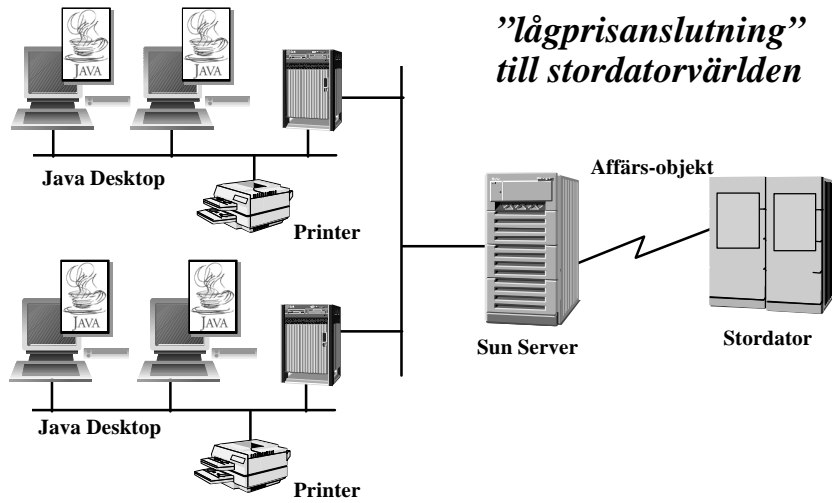 ”lågprisanslutning”
till stordatorvärlden
JAVA
JAVA
Java Desktop
Printer
Affärs-objekt
Sun Server
Stordator
JAVA
JAVA
Java Desktop
Printer